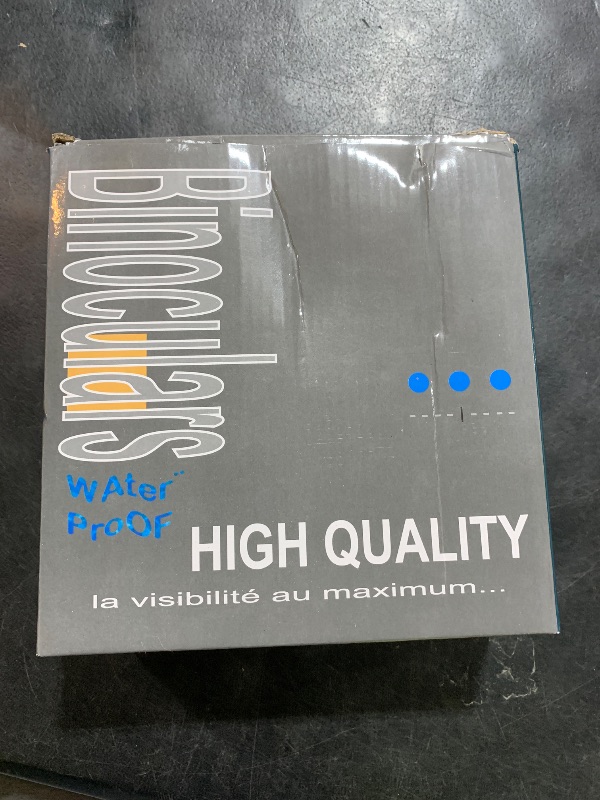 Binoculars
WAter
ProOF
HIGH QUALITY
la visibilité au maximum...